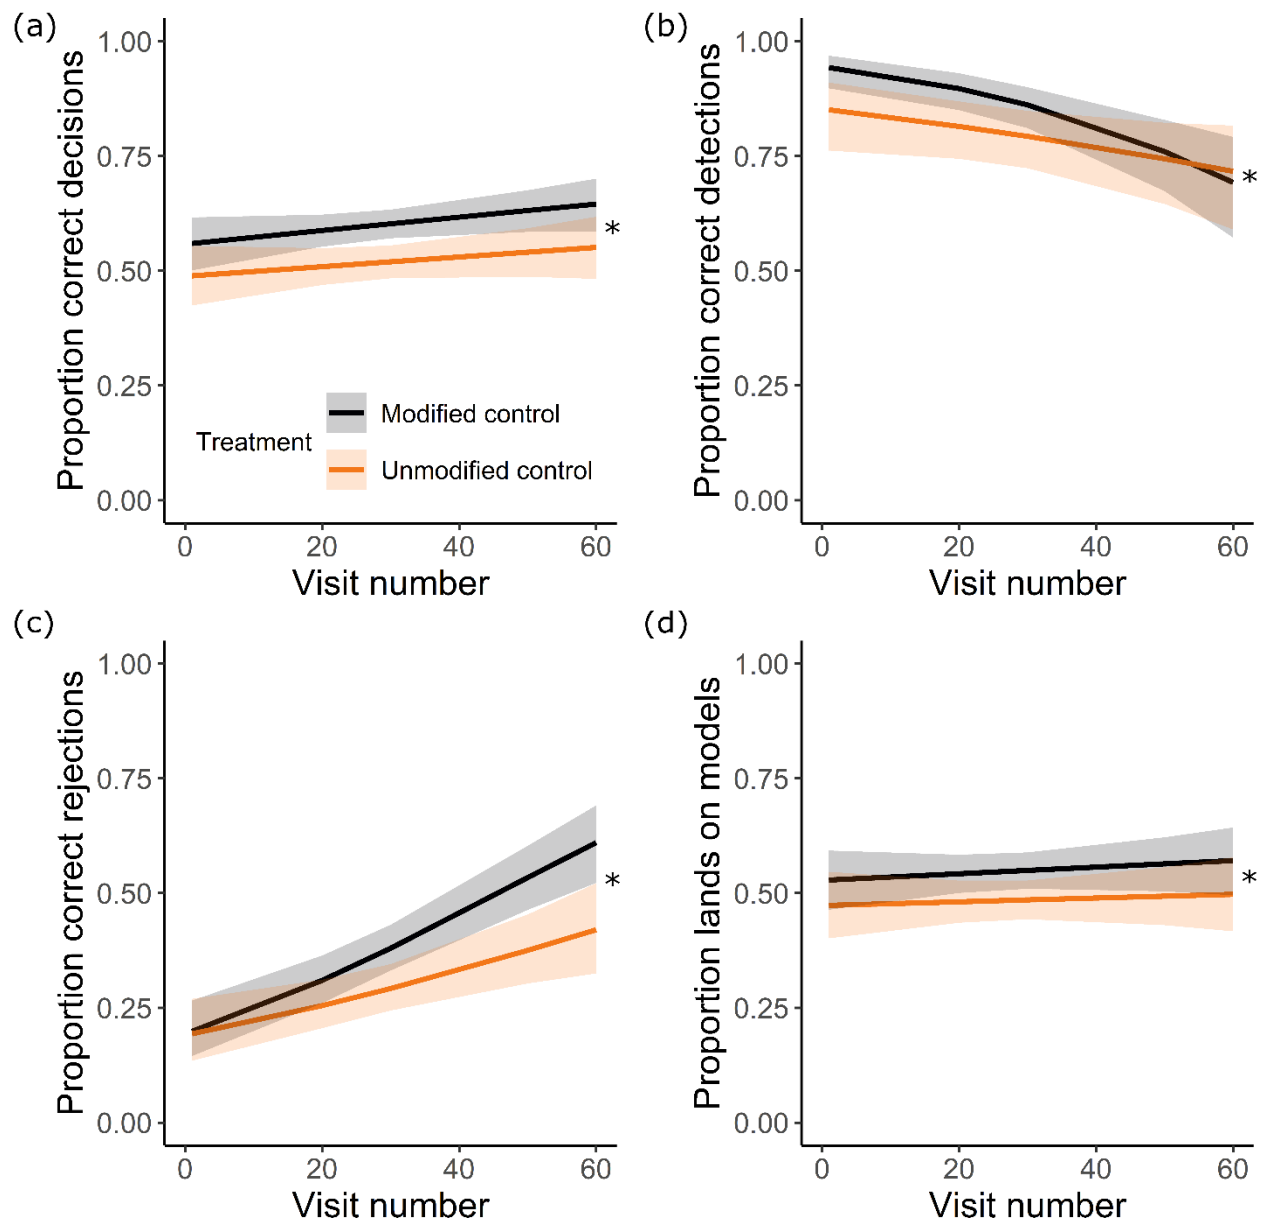 (a)
Proportion correct decisions
1.00
0.75
0.50
0.25
0.00
*
Treatment
Modified control
Unmodified control
0 20 40 60
Visit number
(b)
Proportion correct detections
1.00
0.75
0.50
0.25
0.00
*
0 20 40 60
Visit number
(c)
Proportion correct rejections
1.00
0.75
0.50
0.25
0.00
*
0 20 40 60
Visit number
(d)
Proportion lands on models
1.00
0.75
0.50
0.25
0.00
*
0 20 40 60
Visit number